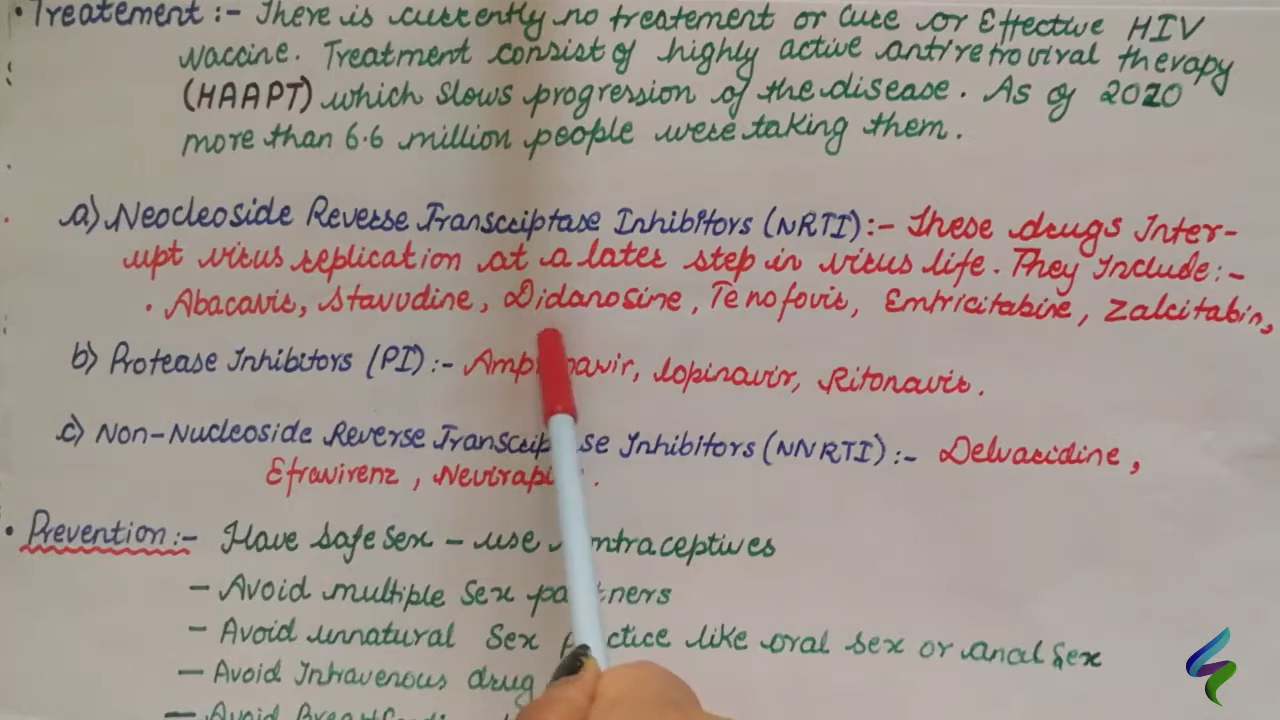 • Treatement :- There is currently no treatement or cure or Effective HIV
vaccine. Treatment consist of highly active antiretroviral therapy
(HAAPT) which slows progression of the disease. As of 2020
more than 6.6 million people were taking them.
a) Neocleoside Reverse Transcriptase Inhibitors (NRTI) :- These drugs Inter-
upt virus replication at a later step in virus life. They Include :-
• Abacavir, Stavudine, Didanosine, Tenofovir, Emtricitabine, Zalcitabin,
b) Protease Inhibitors (PI) :- lopinavir, Ritonavir.
c) Non-Nucleoside Reverse Inhibitors (NNRTI) :- Delvaridine,
Efravirenz,
• Prevention :- Have safe sex - use
- Avoid multiple sex
- Avoid unnatural sex like oral sex or anal sex
- Avoid Intravenous drug
- Avoid